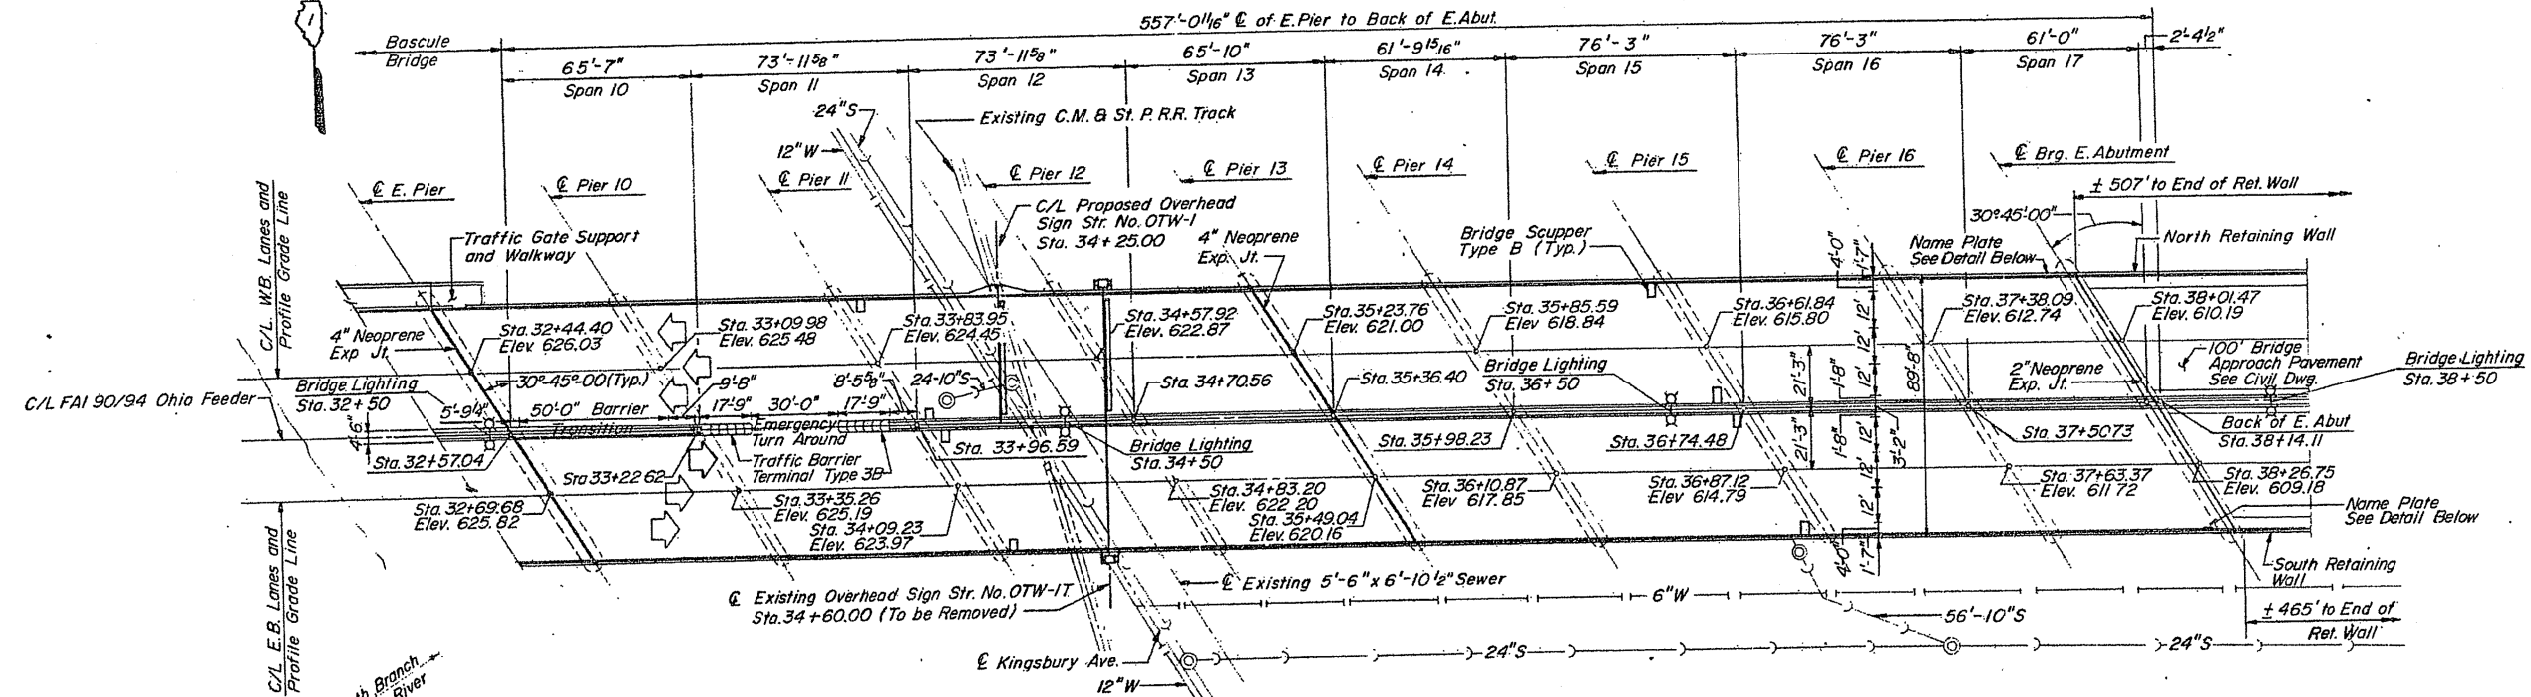 557'-0 11/16" ℄ of E. Pier to Back of E. Abut.
Bascule
Bridge
65'-7"
Span 10
73'-11 5/8"
Span 11
73'-11 5/8"
Span 12
65'-10"
Span 13
61'-9 15/16"
Span 14
76'-3"
Span 15
76'-3"
Span 16
61'-0"
Span 17
2'-4 1/2"
24"S
12"W
Existing C.M. & St. P. R.R. Track
℄ E. Pier
℄ Pier 10
℄ Pier 11
℄ Pier 12
℄ Pier 13
℄ Pier 14
℄ Pier 15
℄ Pier 16
℄ Brg. E. Abutment
± 507' to End of Ret. Wall
30°45'00"
C/L W.B. Lanes and
Profile Grade Line
Traffic Gate Support
and Walkway
C/L Proposed Overhead
Sign Str. No. OTW-1
Sta. 34+25.00
4" Neoprene
Exp. Jt.
Bridge Scupper
Type B (Typ.)
4'-0"
1'-7"
Name Plate
See Detail Below
North Retaining Wall
4" Neoprene
Exp Jt.
Sta. 32+44.40
Elev. 626.03
Sta. 33+09.98
Elev. 625.48
Sta. 33+83.95
Elev. 624.45
Sta. 34+57.92
Elev. 622.87
Sta. 35+23.76
Elev. 621.00
Sta. 35+85.59
Elev. 618.84
Sta. 36+61.84
Elev. 615.80
Sta. 37+38.09
Elev. 612.74
Sta. 38+01.47
Elev. 610.19
12'
12'
12'
89'-8"
21'-3"
1'-8"
100' Bridge
Approach Pavement
See Civil Dwg.
2" Neoprene
Exp. Jt.
Bridge Lighting
Sta. 38+50
C/L FAI 90/94 Ohio Feeder
Bridge Lighting
Sta. 32+50
30°-45'-00 (Typ.)
5'-9 1/4"
50'-0" Barrier
Transition
9'-8"
17'-9"
30'-0"
17'-9"
8'-5 5/8"
24-10"S
Emergency
Turn Around
Sta. 34+70.56
Sta. 35+36.40
Bridge Lighting
Sta. 36+50
4'-6"
Sta. 32+57.04
Sta 33+22.62
Traffic Barrier
Terminal Type 3B
Sta. 33+96.59
Bridge Lighting
Sta. 34+50
Sta. 35+98.23
Sta. 36+74.48
21'-3"
1'-8"
12'
12'
12'
3'-2"
Sta. 37+50.73
Back of E. Abut
Sta. 38+14.11
Sta. 32+69.68
Elev. 625.82
Sta. 33+35.26
Elev. 625.19
Sta. 34+09.23
Elev. 623.97
Sta. 34+83.20
Elev. 622 20
Sta. 35+49.04
Elev. 620.16
Sta. 36+10.87
Elev 617.85
Sta. 36+87.12
Elev 614.79
Sta. 37+63.37
Elev. 611 72
Sta. 38+26.75
Elev. 609.18
Name Plate
See Detail Below
4'-0"
1'-7"
C/L E.B. Lanes and
Profile Grade Line
℄ Existing Overhead Sign Str. No. OTW-1T
Sta. 34+60.00 (To be Removed)
℄ Existing 5'-6" x 6'-10 1/2" Sewer
6"W
56'-10"S
South Retaining
Wall
± 465' to End of
Ret. Wall
℄ Kingsbury Ave.
24"S
24"S
12"W
Branch
River